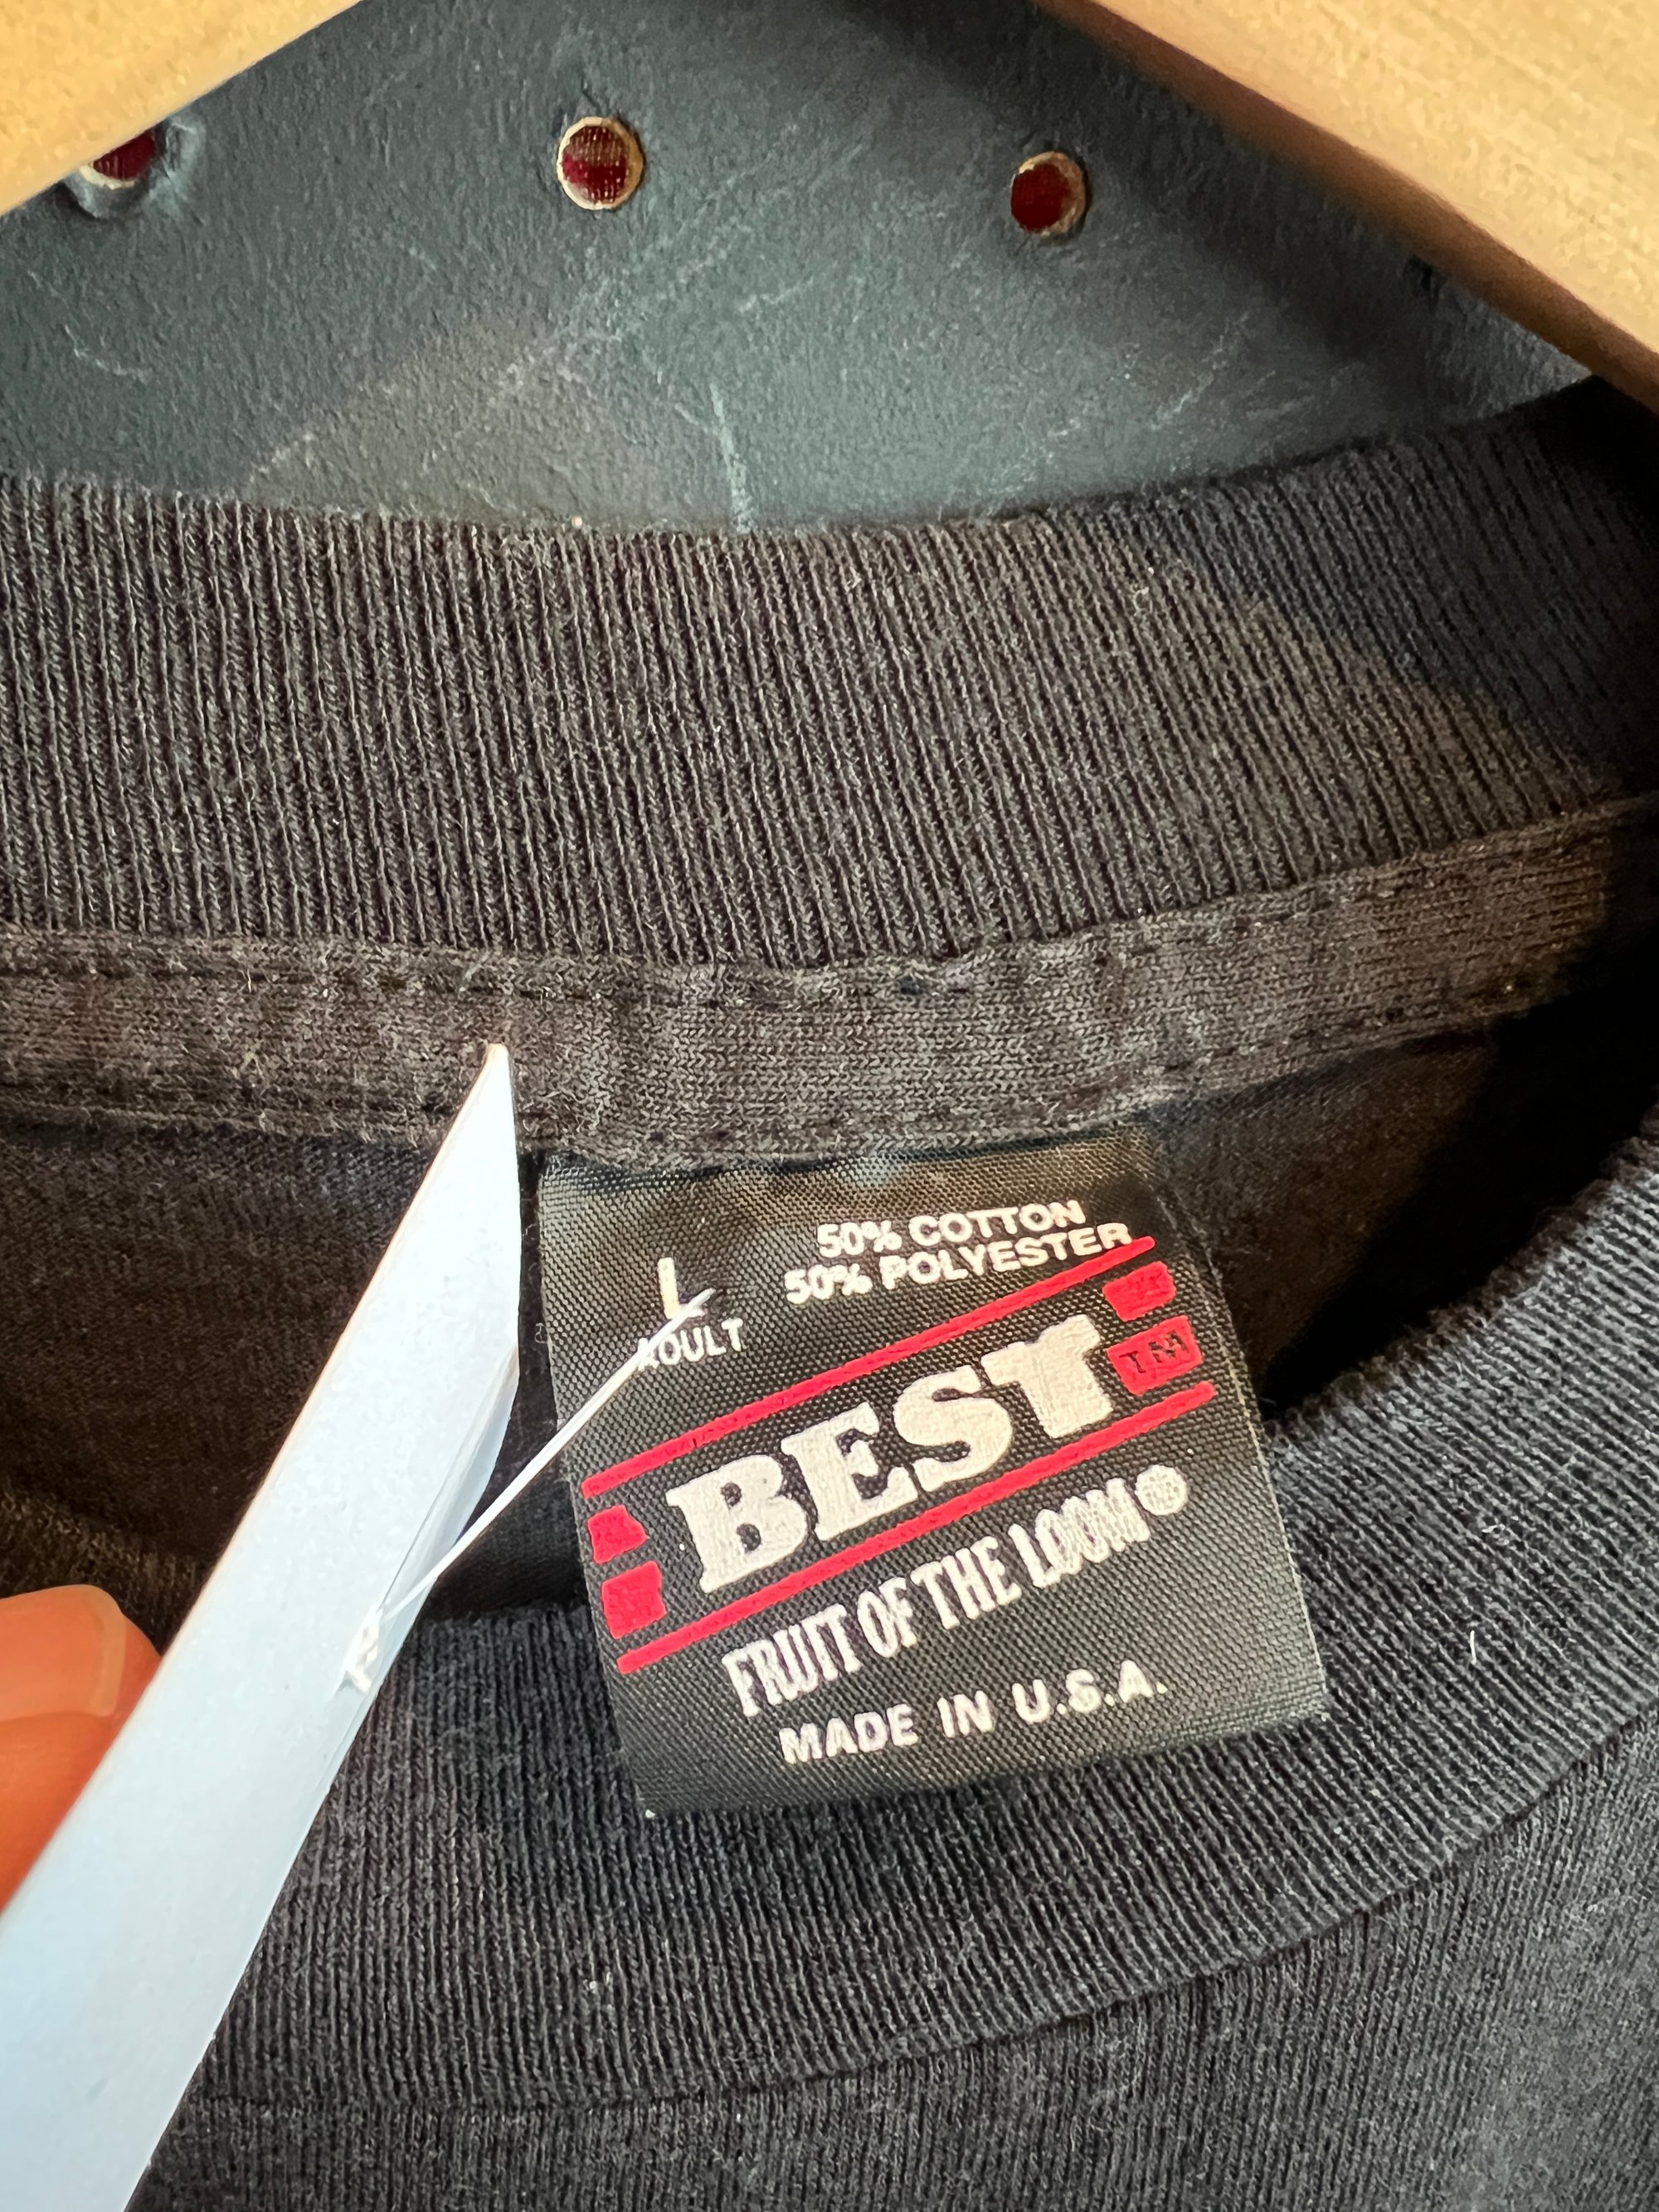 50% COTTON
50% POLYESTER
L
ADULT
BEST
TM
FRUIT OF THE LOOM®
MADE IN U.S.A.